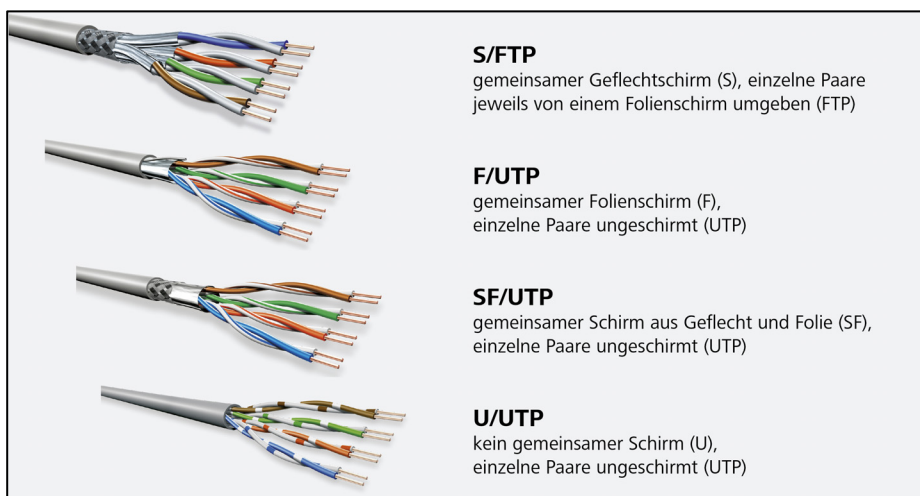 S/FTP
gemeinsamer Geflechtschirm (S), einzelne Paare
jeweils von einem Folienschirm umgeben (FTP)
F/UTP
gemeinsamer Folienschirm (F),
einzelne Paare ungeschirmt (UTP)
SF/UTP
gemeinsamer Schirm aus Geflecht und Folie (SF),
einzelne Paare ungeschirmt (UTP)
U/UTP
kein gemeinsamer Schirm (U),
einzelne Paare ungeschirmt (UTP)